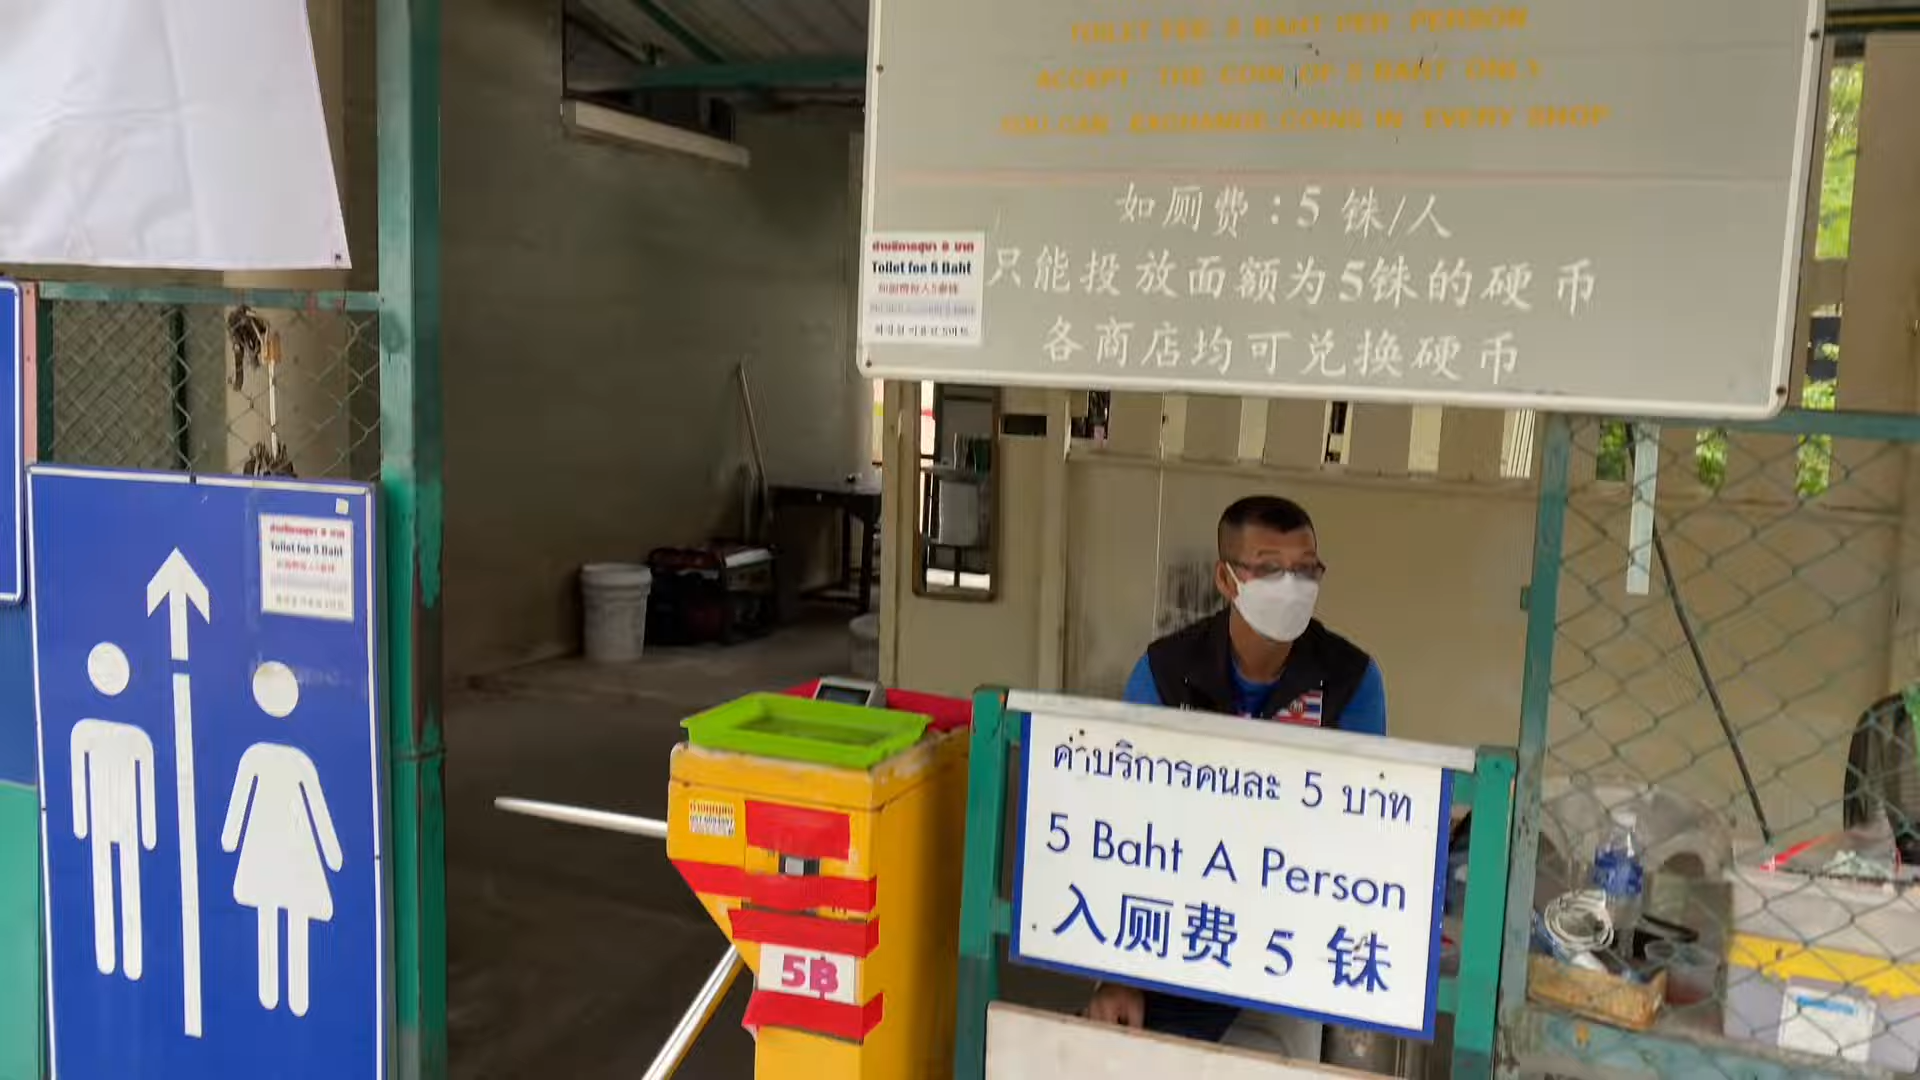 TOILET FEE 5 BAHT PER PERSON
ACCEPT THE COIN OF 5 BAHT ONLY
YOU CAN EXCHANGE COINS IN EVERY SHOP
如厕费：5 铢/人
只能投放面额为5铢的硬币
各商店均可兑换硬币
Toilet fee 5 Baht
Toilet fee 5 Baht
5฿
ค่าบริการคนละ 5 บาท
5 Baht A Person
入厕费 5 铢